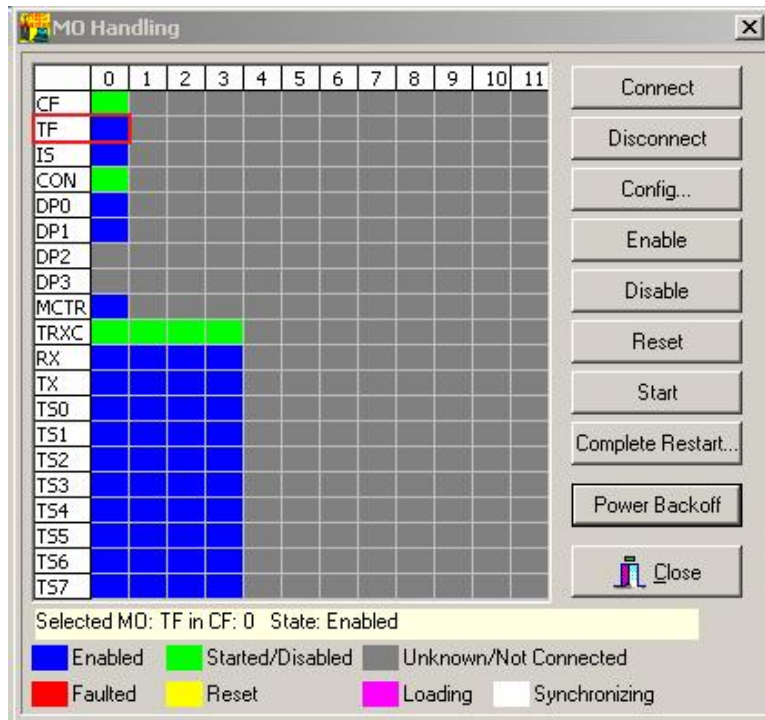 MO Handling
0 1 2 3 4 5 6 7 8 9 10 11
CF
TF
IS
CON
DP0
DP1
DP2
DP3
MCTR
TRXC
RX
TX
TS0
TS1
TS2
TS3
TS4
TS5
TS6
TS7
Connect
Disconnect
Config...
Enable
Disable
Reset
Start
Complete Restart...
Power Backoff
Close
Selected MO: TF in CF: 0 State: Enabled
Enabled Started/Disabled Unknown/Not Connected
Faulted Reset Loading Synchronizing